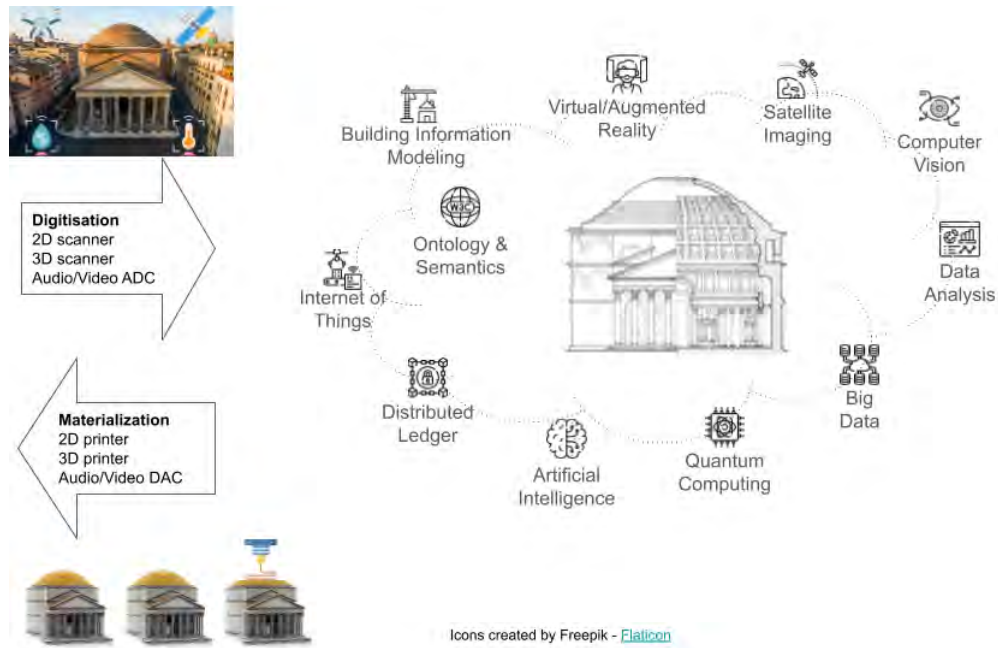 Digitisation
2D scanner
3D scanner
Audio/Video ADC
Materialization
2D printer
3D printer
Audio/Video DAC
Building Information
Modeling
Virtual/Augmented
Reality
Satellite
Imaging
Computer
Vision
W3C
Ontology &
Semantics
Internet of
Things
Data
Analysis
Distributed
Ledger
Big
Data
Artificial
Intelligence
Quantum
Computing
Icons created by Freepik - Flaticon